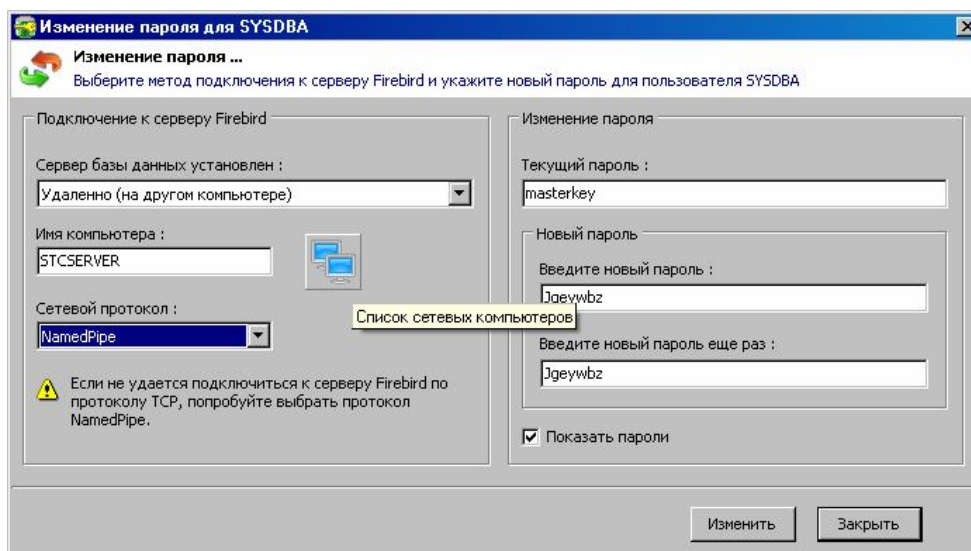 Изменение пароля для SYSDBA
Изменение пароля ...
Выберите метод подключения к серверу Firebird и укажите новый пароль для пользователя SYSDBA
Подключение к серверу Firebird
Сервер базы данных установлен :
Удаленно (на другом компьютере)
Имя компьютера :
STCSERVER
Сетевой протокол :
NamedPipe
Список сетевых компьютеров
Если не удается подключиться к серверу Firebird по
протоколу TCP, попробуйте выбрать протокол
NamedPipe.
Изменение пароля
Текущий пароль :
masterkey
Новый пароль
Введите новый пароль :
Jgeywbz
Введите новый пароль еще раз :
Jgeywbz
Показать пароли
Изменить
Закрыть